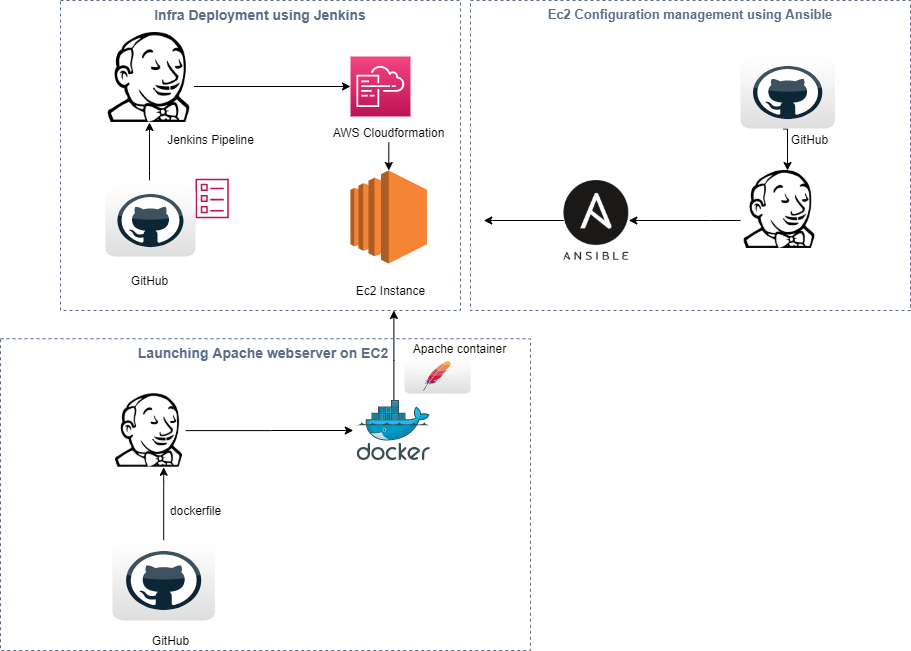 Infra Deployment using Jenkins
Jenkins Pipeline
AWS Cloudformation
GitHub
Ec2 Instance
Ec2 Configuration management using Ansible
GitHub
ANSIBLE
Launching Apache webserver on EC2
Apache container
docker
dockerfile
GitHub